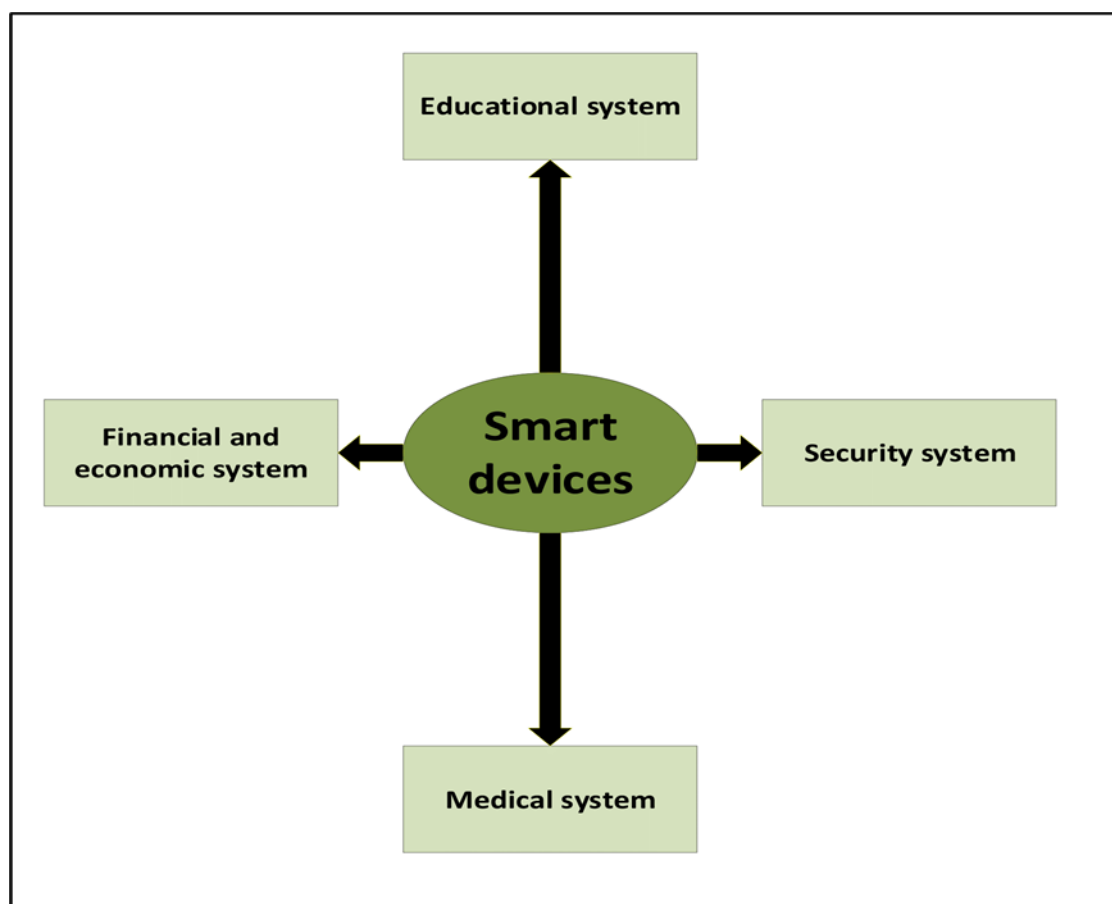 Educational system
Financial and
economic system
Smart
devices
Security system
Medical system